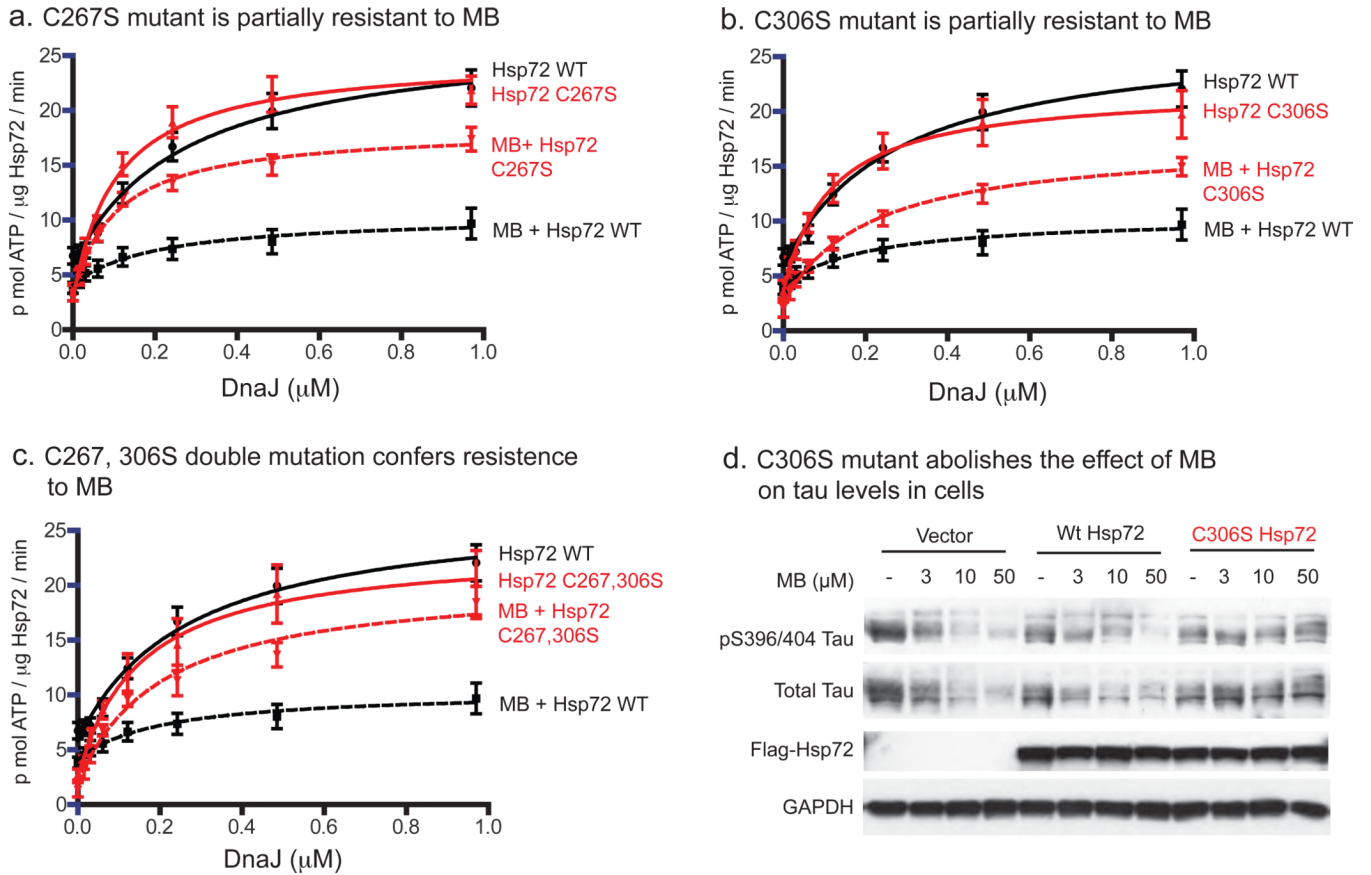 a. C267S mutant is partially resistant to MB
p mol ATP / μg Hsp72 / min
25
20
15
10
5
0
0.0 0.2 0.4 0.6 0.8 1.0
DnaJ (μM)
Hsp72 WT
Hsp72 C267S
MB+ Hsp72
C267S
MB + Hsp72 WT
b. C306S mutant is partially resistant to MB
p mol ATP / μg Hsp72 / min
25
20
15
10
5
0
0.0 0.2 0.4 0.6 0.8 1.0
DnaJ (μM)
Hsp72 WT
Hsp72 C306S
MB + Hsp72
C306S
MB + Hsp72 WT
c. C267, 306S double mutation confers resistence
to MB
p mol ATP / μg Hsp72 / min
25
20
15
10
5
0
0.0 0.2 0.4 0.6 0.8 1.0
DnaJ (μM)
Hsp72 WT
Hsp72 C267,306S
MB + Hsp72
C267,306S
MB + Hsp72 WT
d. C306S mutant abolishes the effect of MB
on tau levels in cells
Vector Wt Hsp72 C306S Hsp72
MB (μM) - 3 10 50 - 3 10 50 - 3 10 50
pS396/404 Tau
Total Tau
Flag-Hsp72
GAPDH